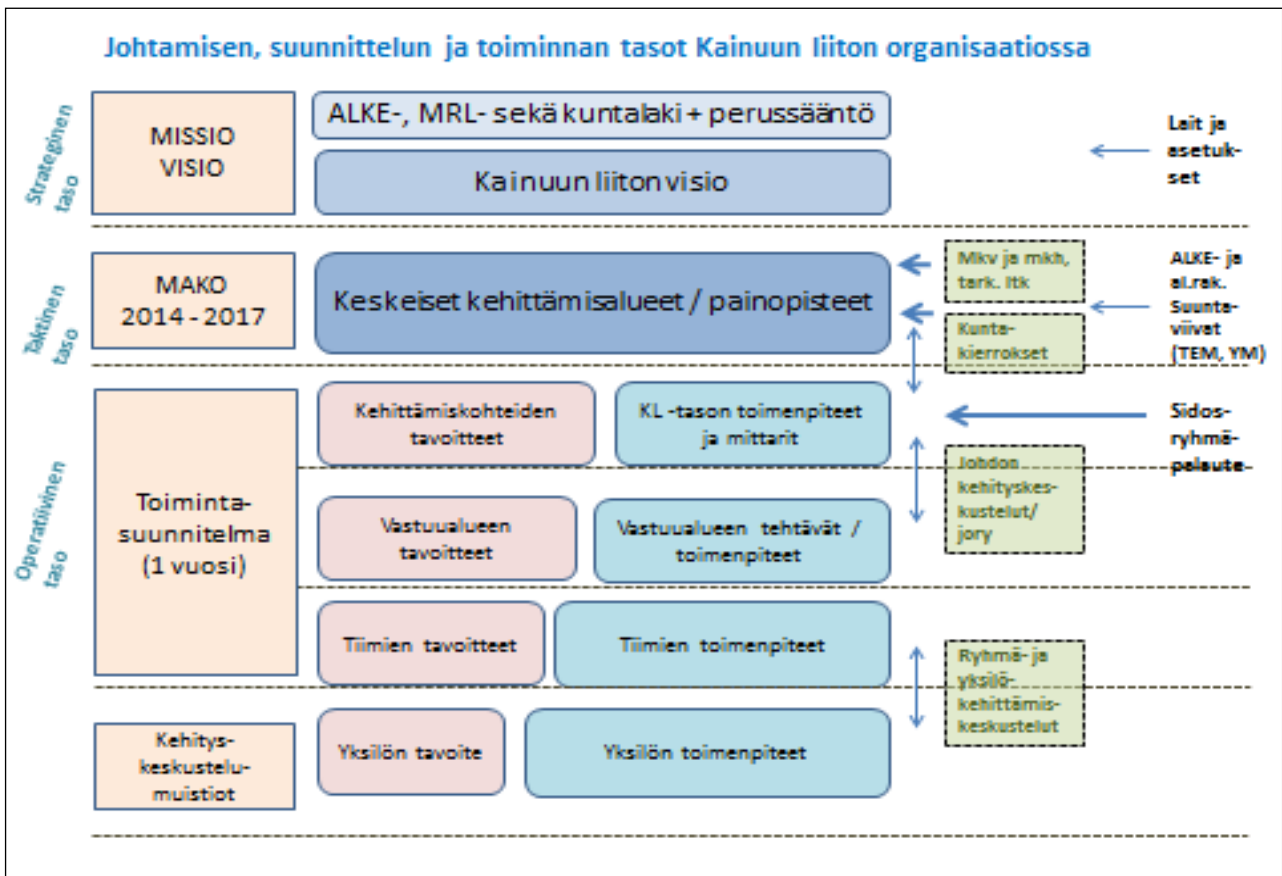 Johtamisen, suunnittelun ja toiminnan tasot Kainuun liiton organisaatiossa
Strateginen
taso
MISSIO
VISIO
ALKE-, MRL- sekä kuntalaki + perussääntö
Kainuun liiton visio
Lait ja
asetuk-
set
Taktinen
taso
MAKO
2014 - 2017
Keskeiset kehittämisalueet / painopisteet
Mkv ja mkh,
tark. ltk
Kunta-
kierrokset
ALKE- ja
al.rak.
Suunta-
viivat
(TEM, YM)
Operatiivinen
taso
Toiminta-
suunnitelma
(1 vuosi)
Kehittämiskohteiden
tavoitteet
KL -tason toimenpiteet
ja mittarit
Sidos-
ryhmä-
palaute
Johdon
kehityskes-
kustelut/
jory
Vastuualueen
tavoitteet
Vastuualueen tehtävät /
toimenpiteet
Tiimien tavoitteet
Tiimien toimenpiteet
Ryhmä- ja
yksilö-
kehittämis-
keskustelut
Kehitys-
keskustelu-
muistiot
Yksilön tavoite
Yksilön toimenpiteet